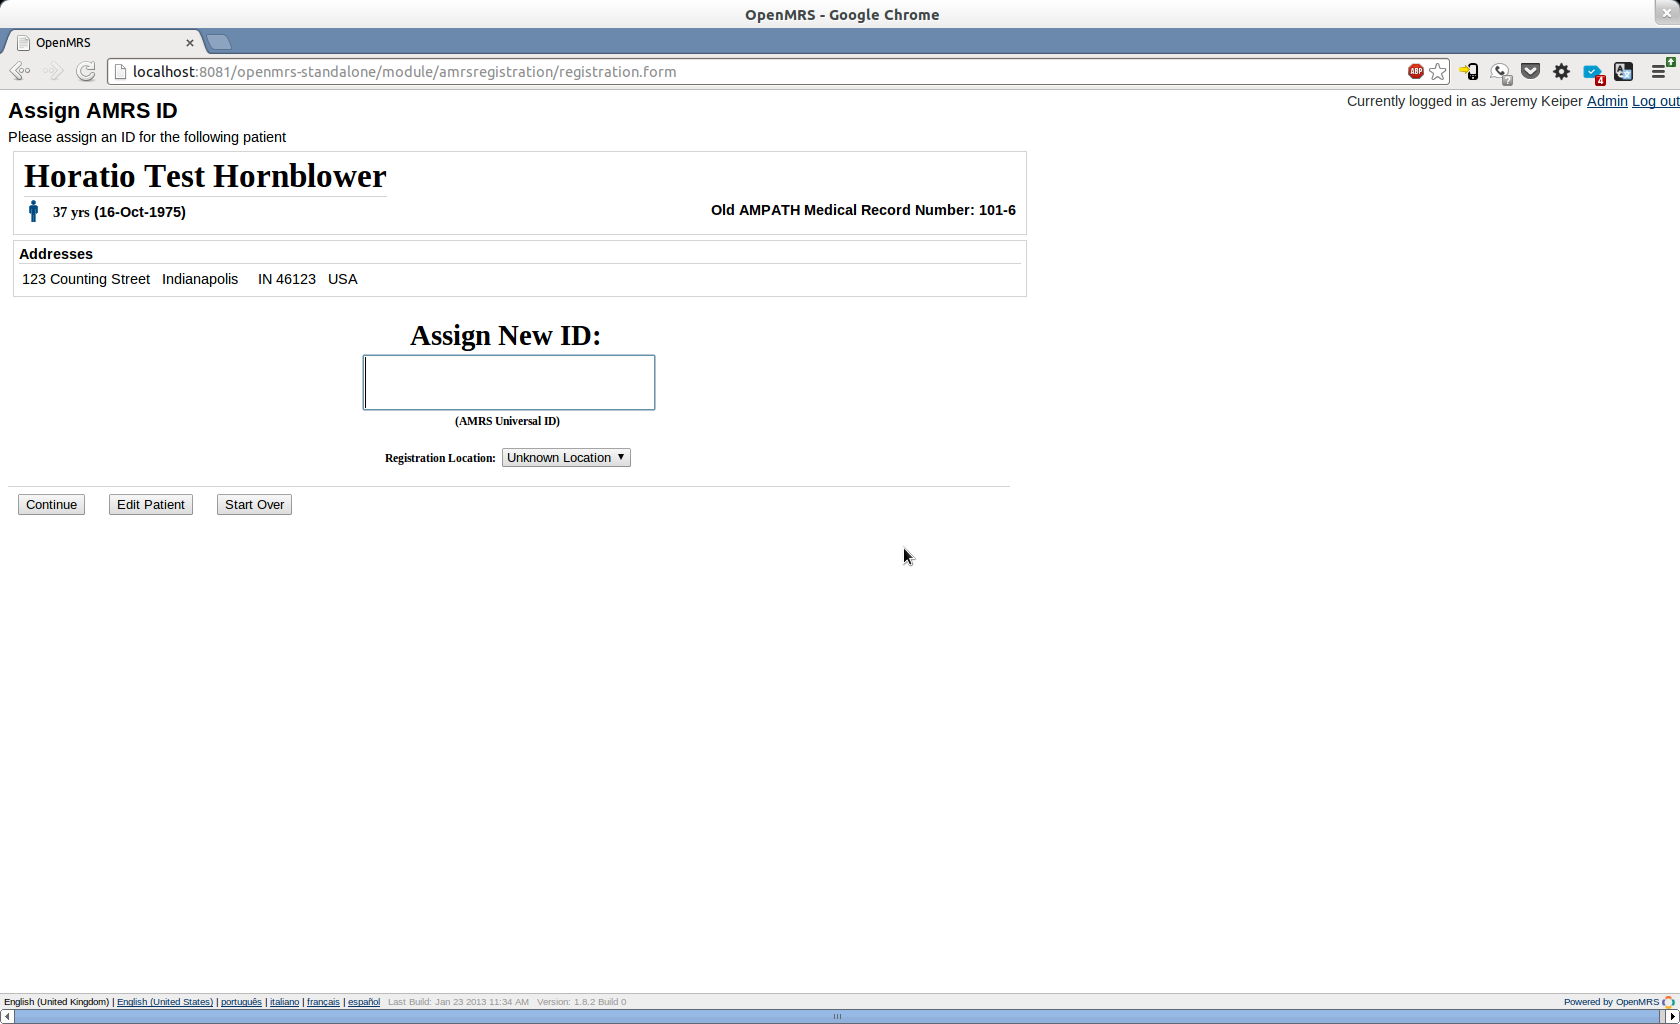 OpenMRS - Google Chrome
OpenMRS
localhost:8081/openmrs-standalone/module/amrsregistration/registration.form
ABP
?
4
Currently logged in as Jeremy Keiper Admin Log out
Assign AMRS ID
Please assign an ID for the following patient
Horatio Test Hornblower
37 yrs (16-Oct-1975)
Old AMPATH Medical Record Number: 101-6
Addresses
123 Counting Street Indianapolis IN 46123 USA
Assign New ID:
(AMRS Universal ID)
Registration Location: Unknown Location
Continue Edit Patient Start Over
English (United Kingdom) | English (United States) | português | italiano | français | español Last Build: Jan 23 2013 11:34 AM Version: 1.8.2 Build 0
Powered by OpenMRS